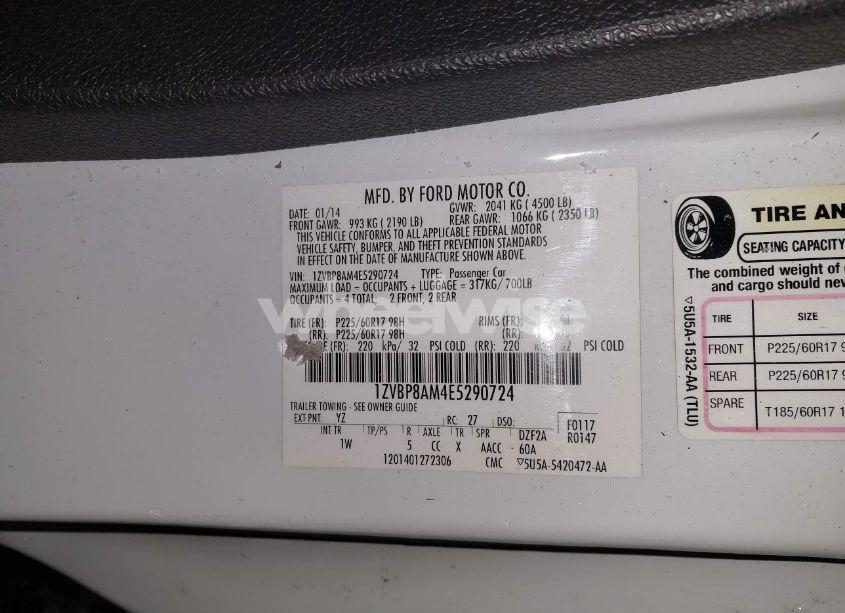 MFD. BY FORD MOTOR CO.
DATE: 01/14 GVWR: 2041 KG ( 4500 LB)
FRONT GAWR: 993 KG ( 2190 LB) REAR GAWR: 1066 KG ( 2350 LB)
THIS VEHICLE CONFORMS TO ALL APPLICABLE FEDERAL MOTOR
VEHICLE SAFETY, BUMPER, AND THEFT PREVENTION STANDARDS
IN EFFECT ON THE DATE OF MANUFACTURE SHOWN ABOVE.
VIN: 1ZVBP8AM4E5290724 TYPE: Passenger Car
MAXIMUM LOAD = OCCUPANTS + LUGGAGE = 317KG/700LB
OCCUPANTS = 4 TOTAL, 2 FRONT, 2 REAR
wheelwise
TIRE (FR): P225/60R17 98H RIMS (FR):
(RR): P225/60R17 98H (RR):
(FR): 220 kPa/ 32 PSI COLD (RR): 220 PSI COLD
1ZVBP8AM4E5290724
TRAILER TOWING - SEE OWNER GUIDE
EXT PNT: YZ RC: 27 DSO: F0117
INT TR TP/PS R AXLE TR SPR DZF2A R0147
1W 5 CC X AACC -60A
1201401272306 CMC ▽5U5A-5420472-AA
TIRE AN
SEATING CAPACITY
The combined weight of
and cargo should nev
TIRE SIZE
FRONT P225/60R17 9
REAR P225/60R17 9
SPARE T185/60R17 1
▽5U5A-1532-AA (TLU)